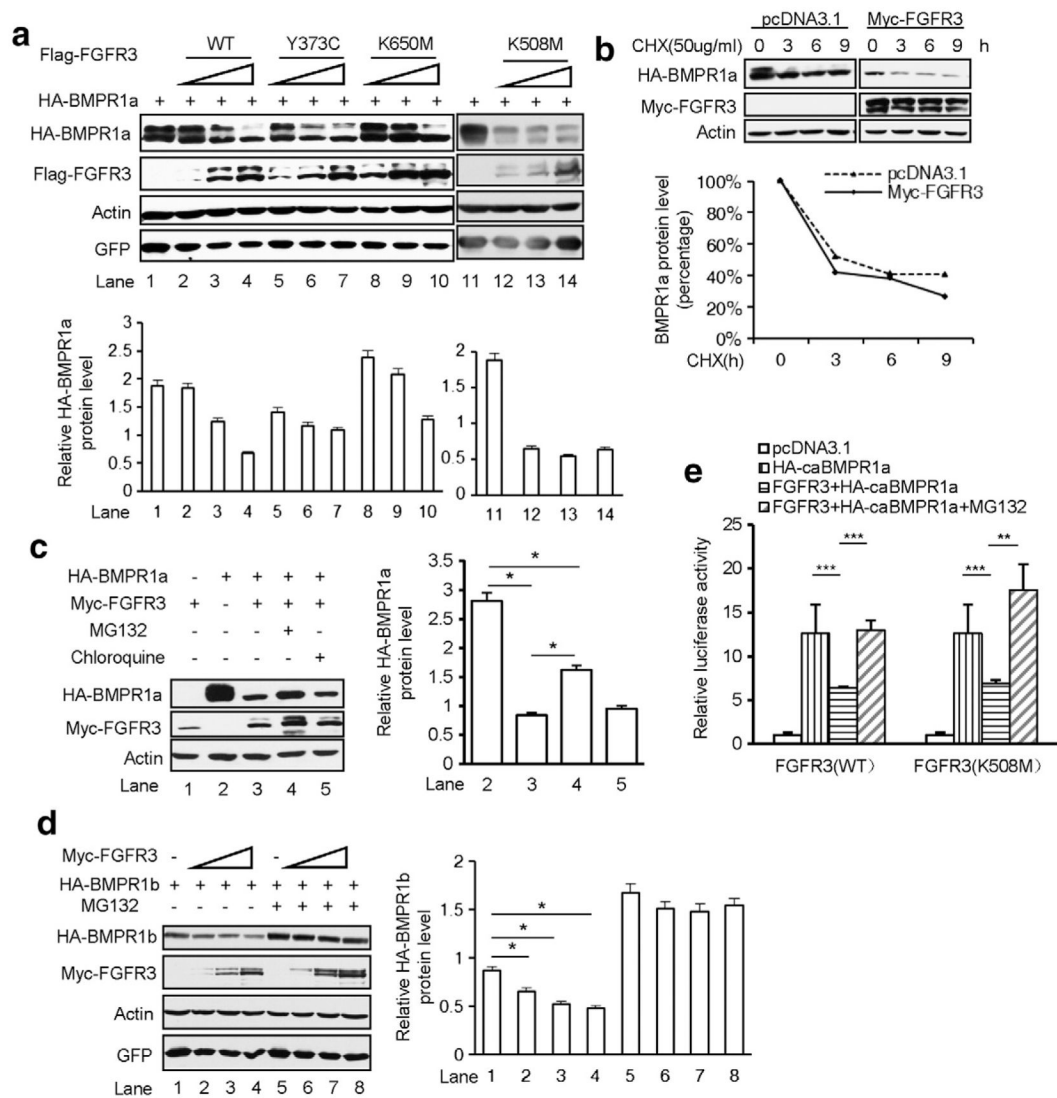 a
Flag-FGFR3 WT Y373C K650M K508M
HA-BMPR1a + + + + + + + + + + + + + +
HA-BMPR1a
Flag-FGFR3
Actin
GFP
Lane 1 2 3 4 5 6 7 8 9 10 11 12 13 14
Relative HA-BMPR1a
protein level
3
2.5
2
1.5
1
0.5
0
Lane 1 2 3 4 5 6 7 8 9 10
2
1.5
1
0.5
0
11 12 13 14
b
pcDNA3.1 Myc-FGFR3
CHX(50ug/ml) 0 3 6 9 0 3 6 9 h
HA-BMPR1a
Myc-FGFR3
Actin
BMPR1a protein level
(percentage)
100%
80%
60%
40%
20%
0%
CHX(h) 0 3 6 9
pcDNA3.1
Myc-FGFR3
c
HA-BMPR1a - + + + +
Myc-FGFR3 + - + + +
MG132 - - - + -
Chloroquine - - - - +
HA-BMPR1a
Myc-FGFR3
Actin
Lane 1 2 3 4 5
Relative HA-BMPR1a
protein level
3.5
3
2.5
2
1.5
1
0.5
0
* * *
Lane 2 3 4 5
e
pcDNA3.1
HA-caBMPR1a
FGFR3+HA-caBMPR1a
FGFR3+HA-caBMPR1a+MG132
Relative luciferase activity
25
20
15
10
5
0
*** *** *** **
FGFR3(WT) FGFR3(K508M)
d
Myc-FGFR3 - -
HA-BMPR1b + + + + + + + +
MG132 - - - - + + + +
HA-BMPR1b
Myc-FGFR3
Actin
GFP
Lane 1 2 3 4 5 6 7 8
Relative HA-BMPR1b
protein level
2
1.5
1
0.5
0
* * *
Lane 1 2 3 4 5 6 7 8